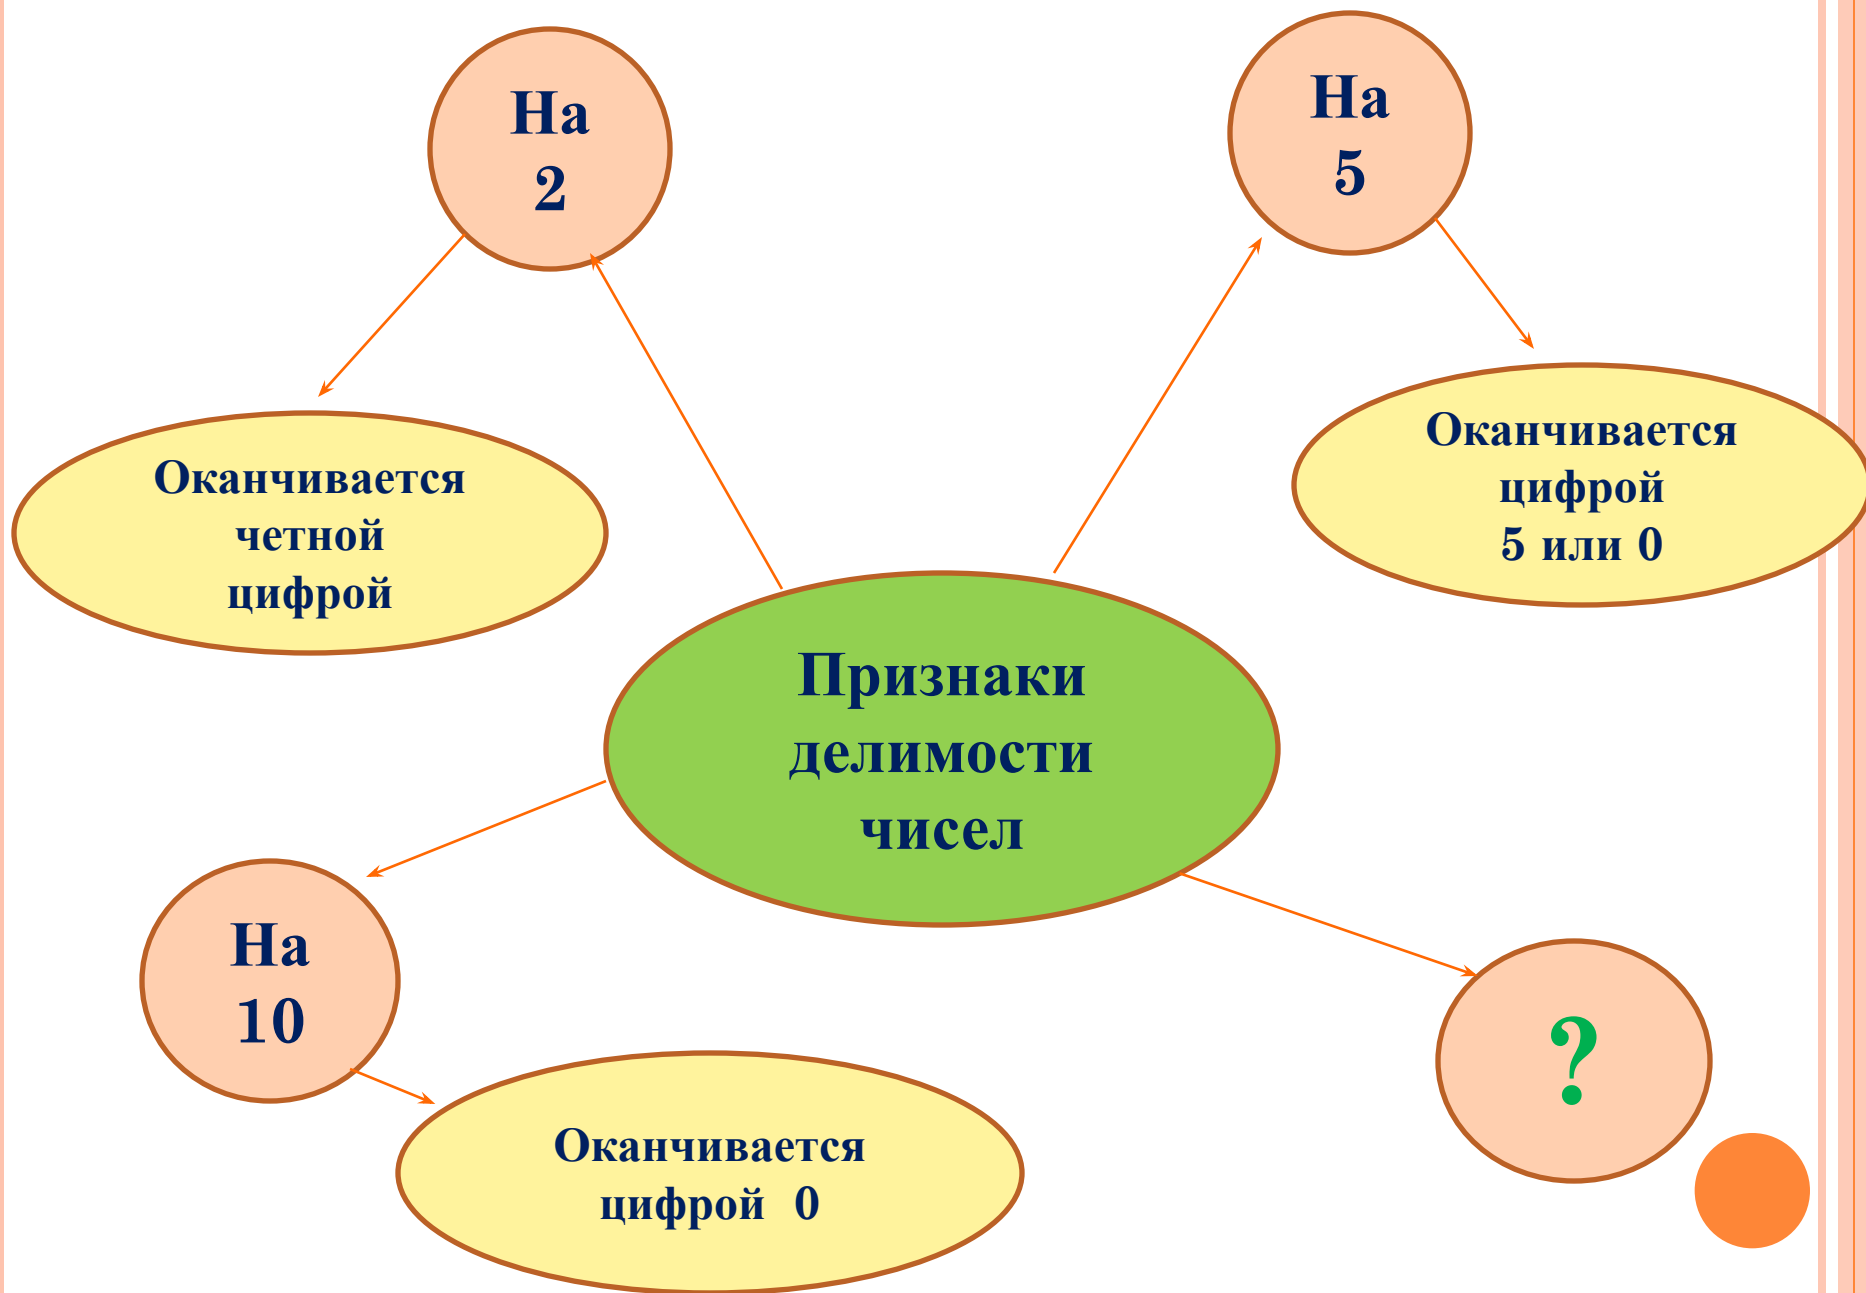 На
2
На
5
Оканчивается
четной
цифрой
Оканчивается
цифрой
5 или 0
Признаки
делимости
чисел
На
10
?
Оканчивается
цифрой 0